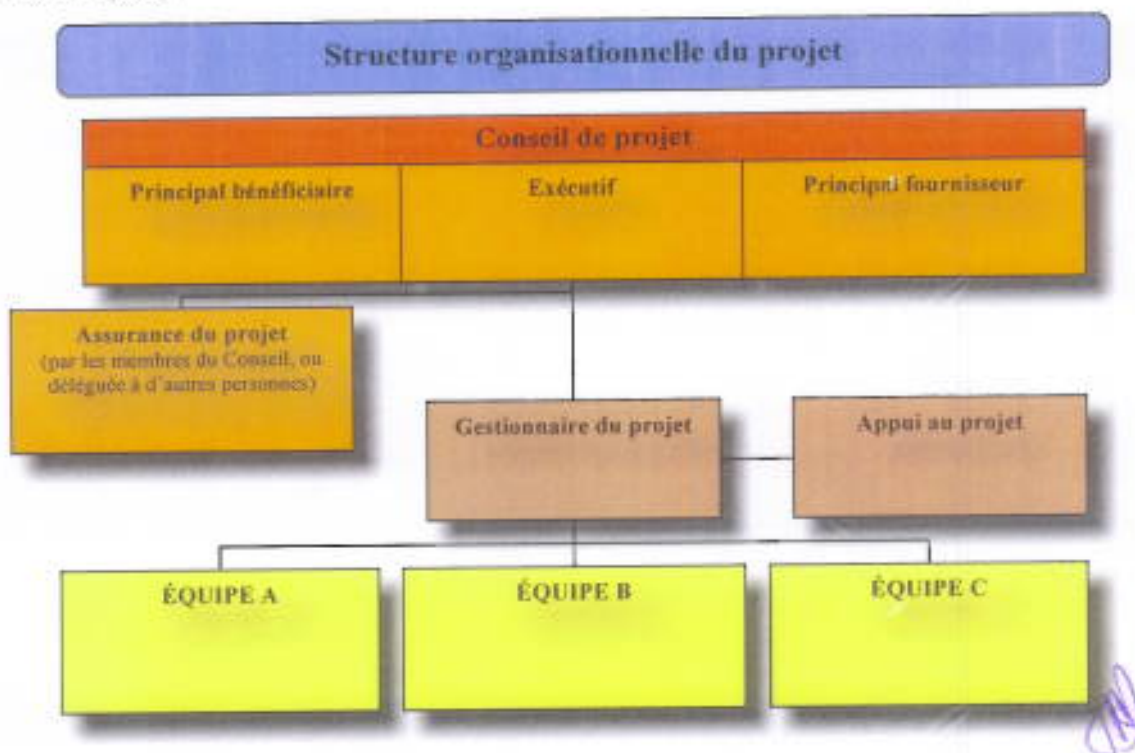 Structure organisationnelle du projet
Conseil de projet
Principal bénéficiaire
Exécutif
Principal fournisseur
Assurance du projet
(par les membres du Conseil, ou
déléguée à d'autres personnes)
Gestionnaire du projet
Appui au projet
ÉQUIPE A
ÉQUIPE B
ÉQUIPE C